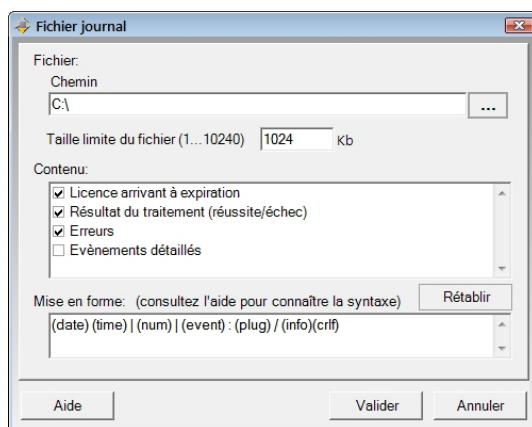 Fichier journal
Fichier:
Chemin
C:\
...
Taille limite du fichier (1...10240) 1024 Kb
Contenu:
Licence arrivant à expiration
Résultat du traitement (réussite/échec)
Erreurs
Evènements détaillés
Mise en forme: (consultez l'aide pour connaître la syntaxe) Rétablir
(date) (time) | (num) | (event) : (plug) / (info)(crlf)
Aide Valider Annuler